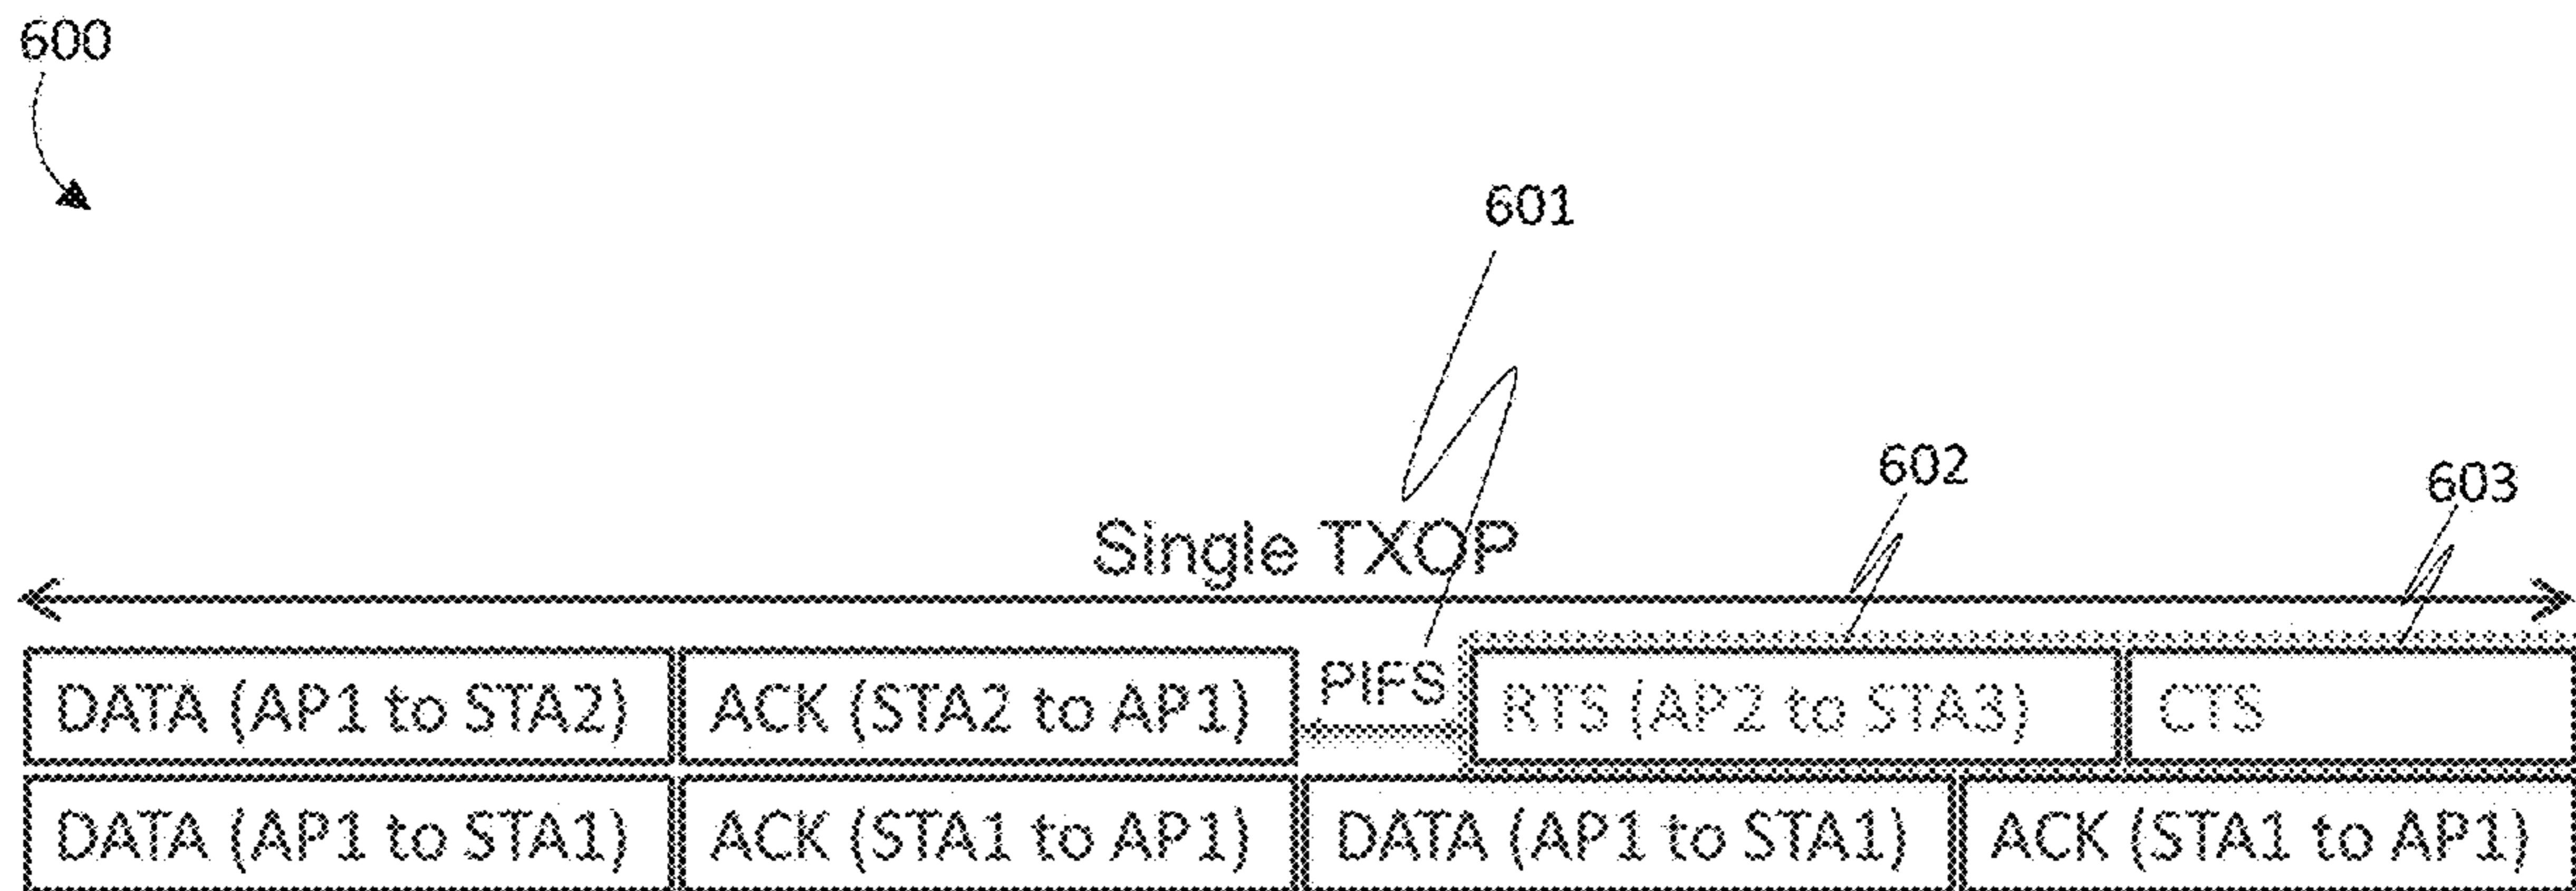 600
601
602
603
Single TXOP
DATA (AP1 to STA2) ACK (STA2 to AP1) PIFS RTS (AP2 to STA3) CTS
DATA (AP1 to STA1) ACK (STA1 to AP1) DATA (AP1 to STA1) ACK (STA1 to AP1)